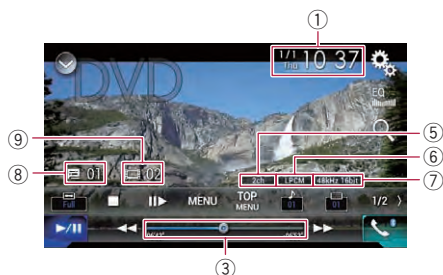 ①
1/1 THU 10 37
DVD
EQ
⑨
⑤
⑥
⑧ 01 02
2ch LPCM 48kHz 16bit
⑦
Full MENU TOP MENU 01 01 1/2
③